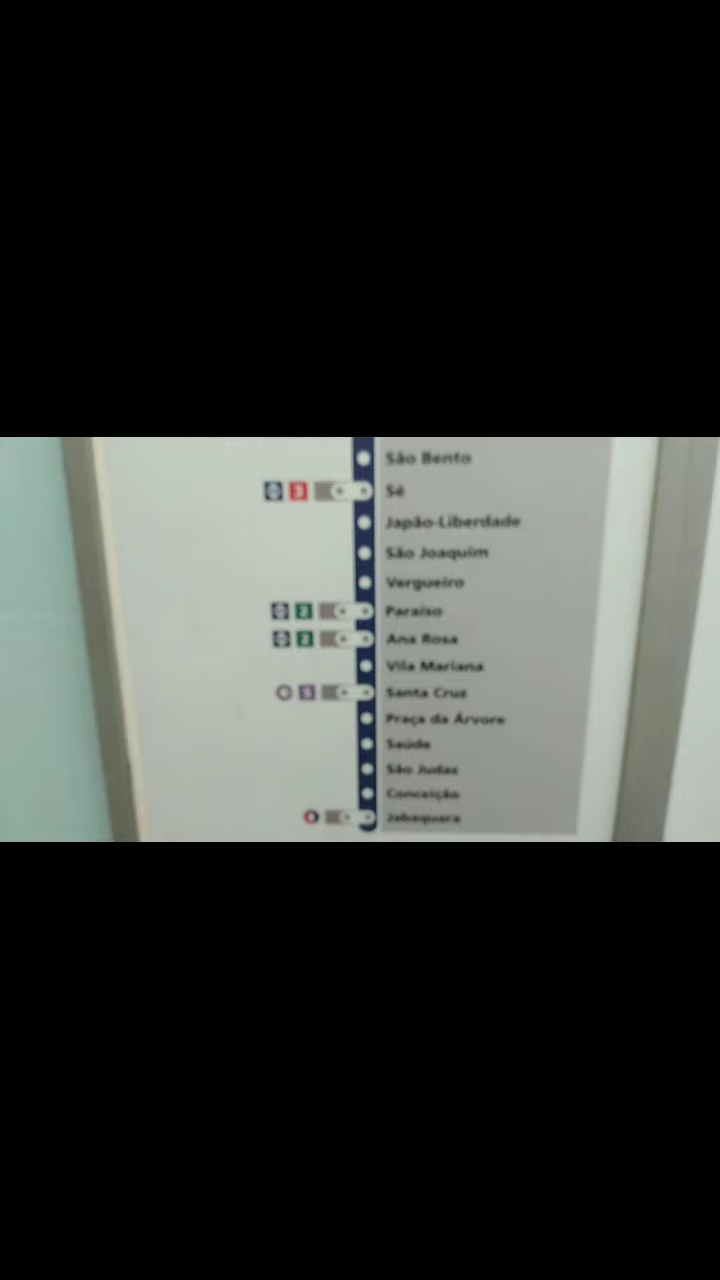 São Bento
3 Sé
Japão-Liberdade
São Joaquim
Vergueiro
2 Paraíso
2 Ana Rosa
Vila Mariana
5 Santa Cruz
Praça da Árvore
Saúde
São Judas
Conceição
Jabaquara